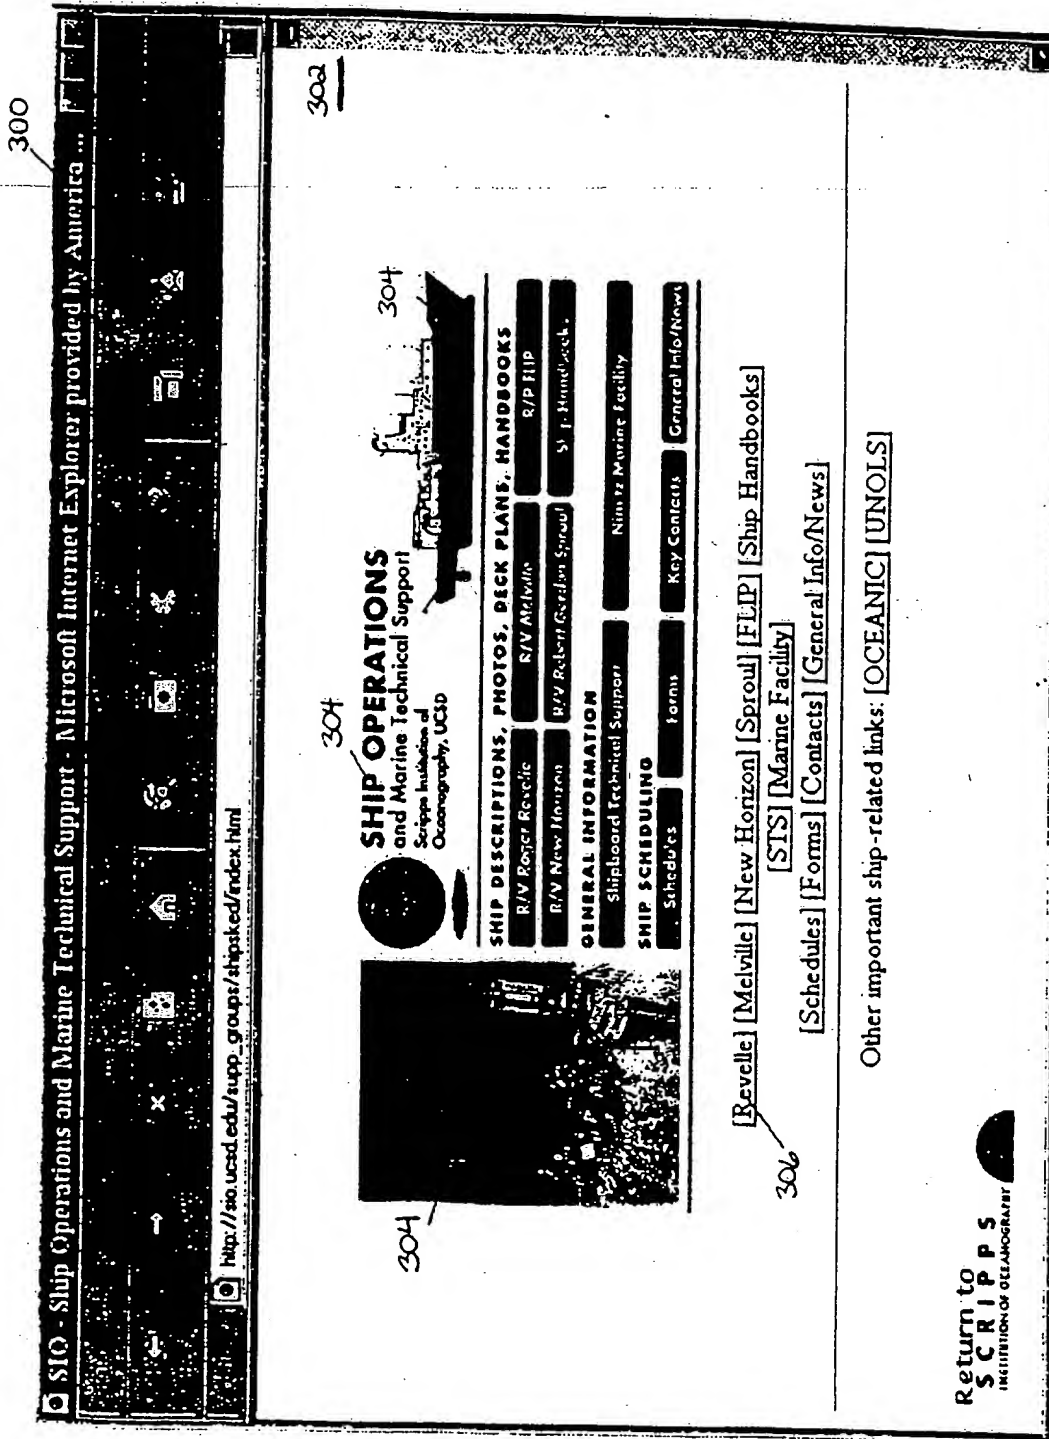 300
SIO - Ship Operations and Marine Technical Support - Microsoft Internet Explorer provided by America ...
http://sio.ucsd.edu/supp_groups/shipsked/index.html
302
304
304
304
SHIP OPERATIONS
and Marine Technical Support
Scripps Institution of
Oceanography, UCSD
SHIP DESCRIPTIONS, PHOTOS, DECK PLANS, HANDBOOKS
R/V Roger Revelle
R/V Melville
R/P FLIP
R/V New Horizon
R/V Robert Gordon Sproul
Ship Handbooks
GENERAL INFORMATION
Shipboard Technical Support
Nimitz Marine Facility
SHIP SCHEDULING
Schedules
Forms
Key Contacts
General Info/News
[Revelle] [Melville] [New Horizon] [Sproul] [FLIP] [Ship Handbooks]
[STS] [Marine Facility]
[Schedules] [Forms] [Contacts] [General Info/News]
306
Other important ship-related links: [OCEANIC] [UNOLS]
Return to
SCRIPPS
INSTITUTION OF OCEANOGRAPHY